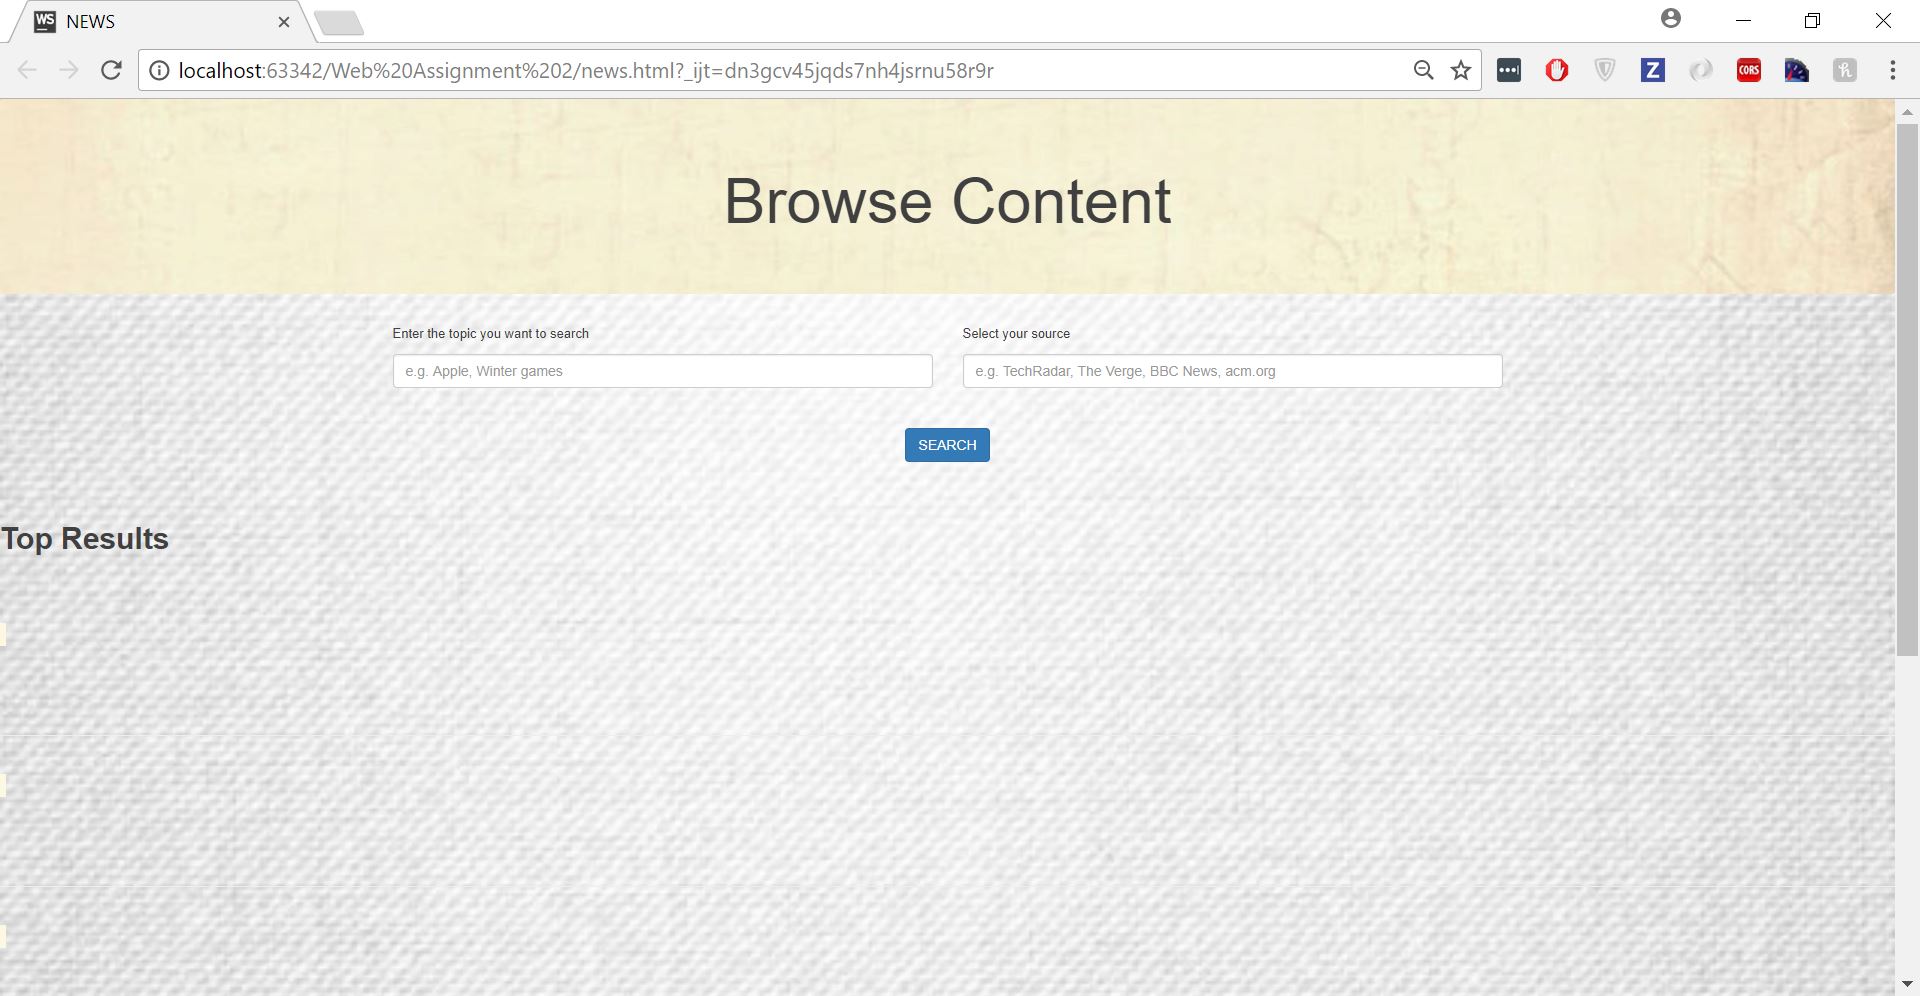 WS NEWS
localhost:63342/Web%20Assignment%202/news.html?_ijt=dn3gcv45jqds7nh4jsrnu58r9r
Z CORS h
Browse Content
Enter the topic you want to search
Select your source
e.g. Apple, Winter games
e.g. TechRadar, The Verge, BBC News, acm.org
SEARCH
Top Results